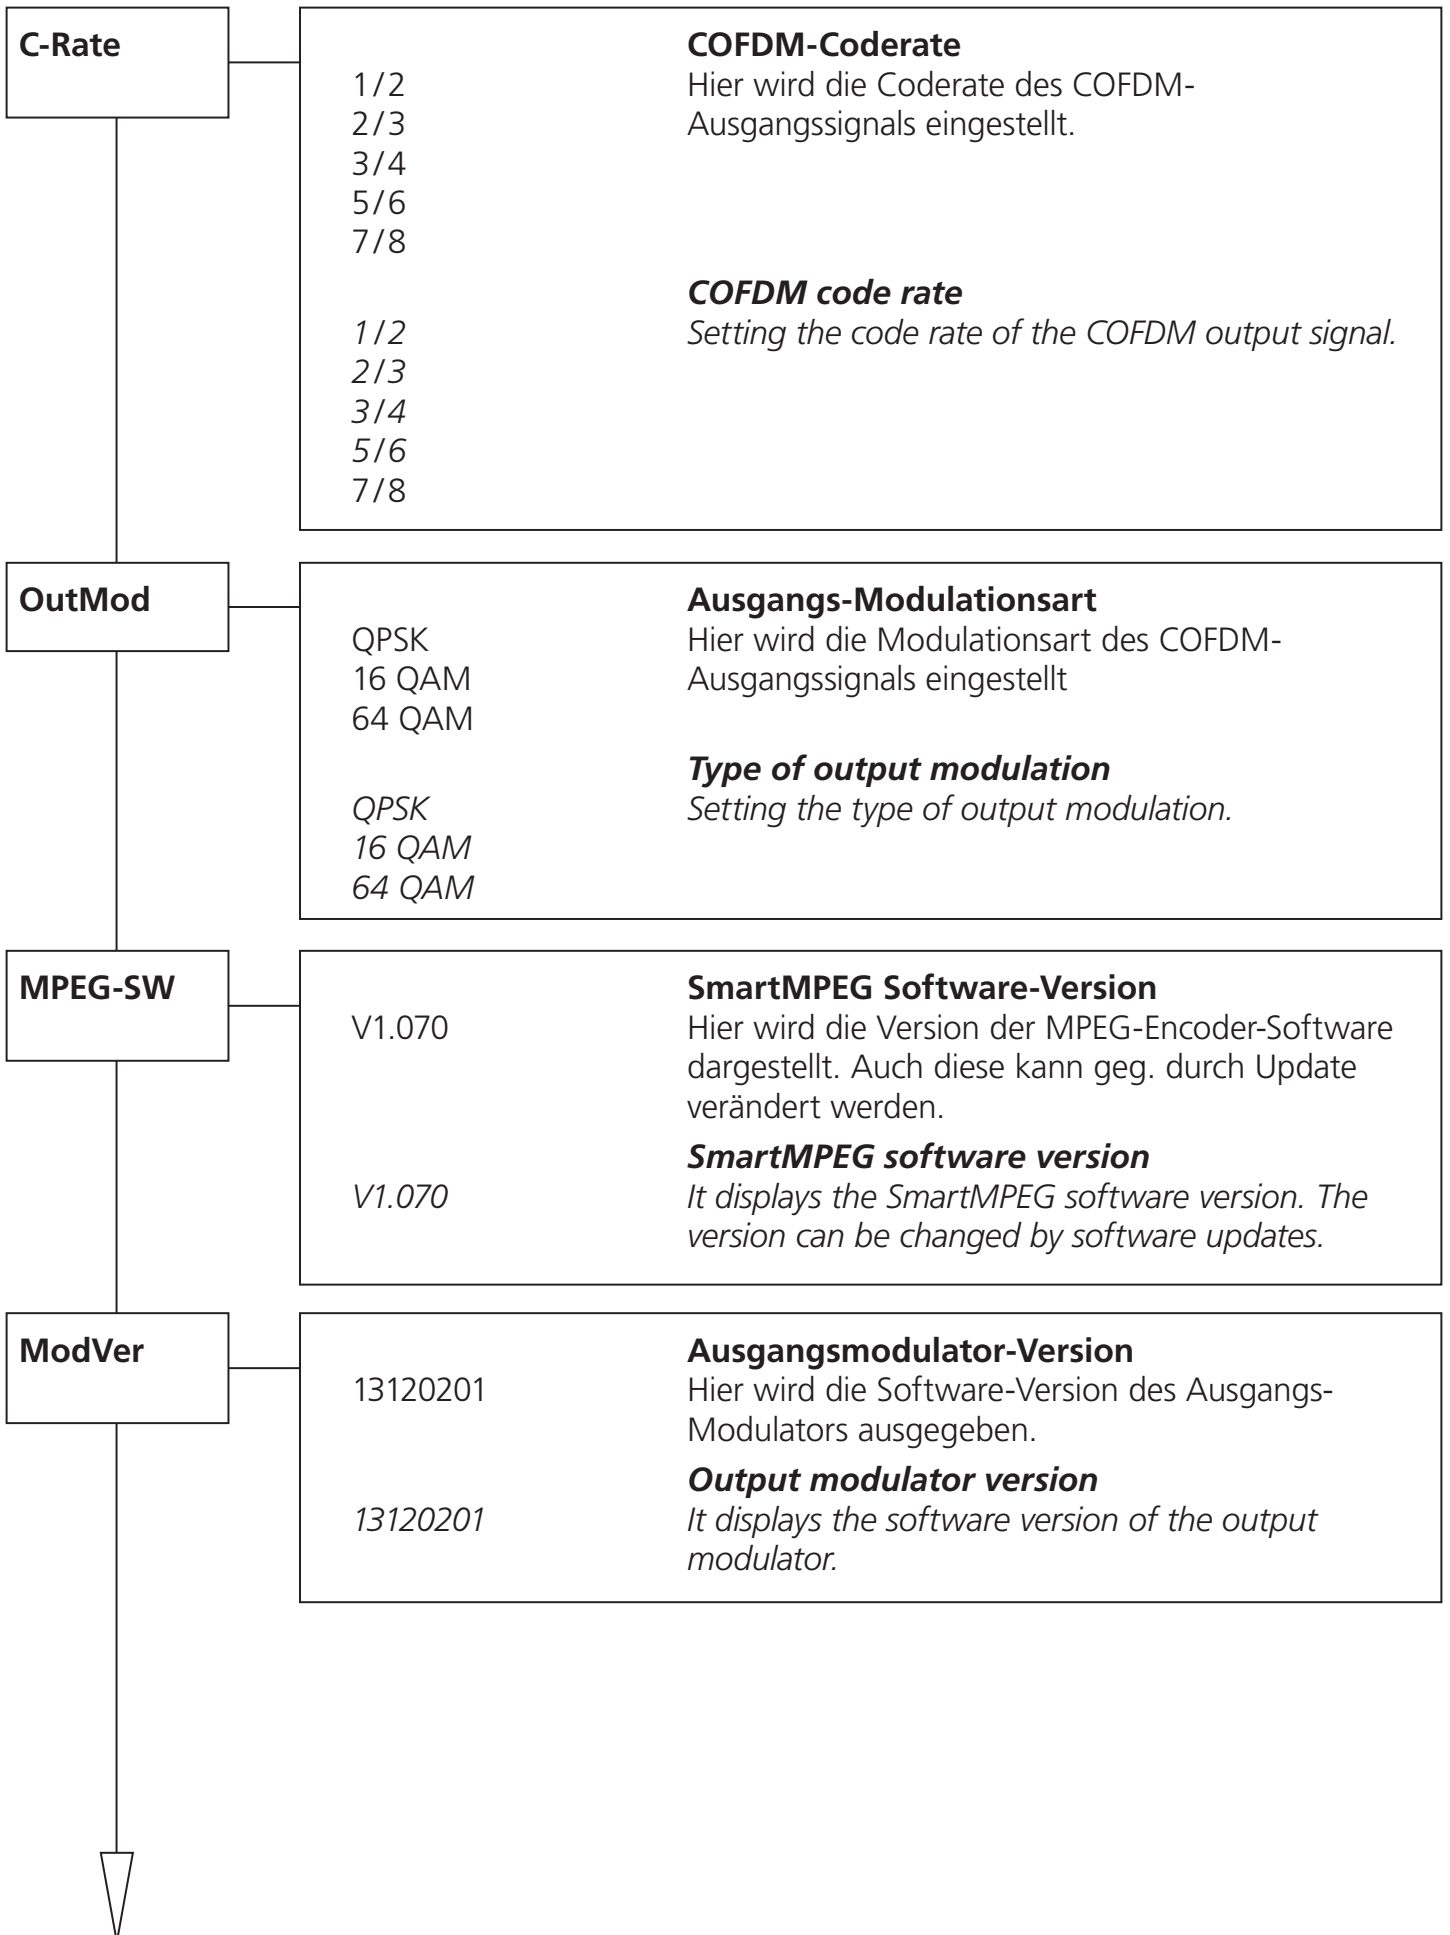 C-Rate
COFDM-Coderate
1/2 Hier wird die Coderate des COFDM-
2/3 Ausgangssignals eingestellt.
3/4
5/6
7/8
COFDM code rate
1/2 Setting the code rate of the COFDM output signal.
2/3
3/4
5/6
7/8
OutMod
Ausgangs-Modulationsart
QPSK Hier wird die Modulationsart des COFDM-
16 QAM Ausgangssignals eingestellt
64 QAM
Type of output modulation
QPSK Setting the type of output modulation.
16 QAM
64 QAM
MPEG-SW
SmartMPEG Software-Version
V1.070 Hier wird die Version der MPEG-Encoder-Software
dargestellt. Auch diese kann geg. durch Update
verändert werden.
SmartMPEG software version
V1.070 It displays the SmartMPEG software version. The
version can be changed by software updates.
ModVer
Ausgangsmodulator-Version
13120201 Hier wird die Software-Version des Ausgangs-
Modulators ausgegeben.
Output modulator version
13120201 It displays the software version of the output
modulator.